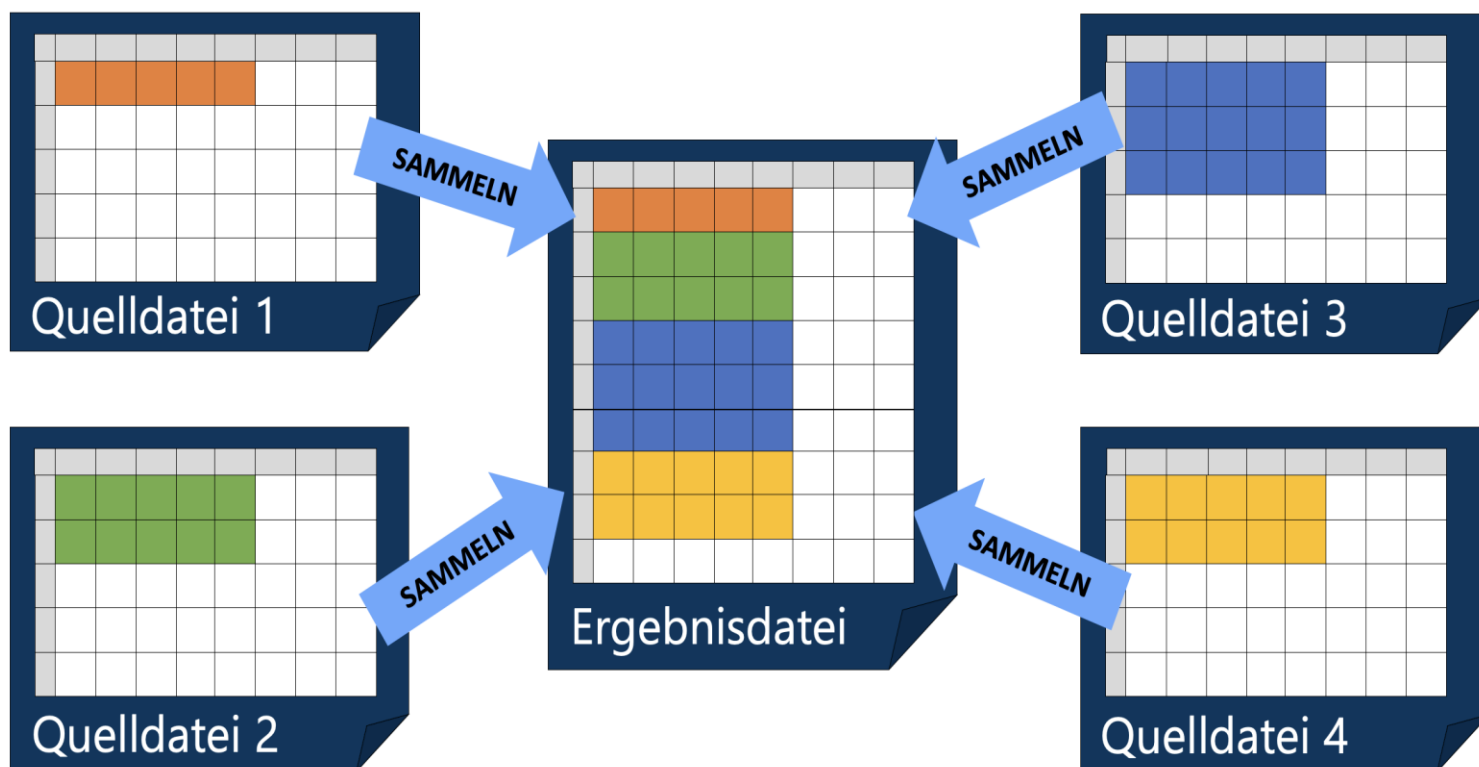 SAMMELN
Quelldatei 1
SAMMELN
Quelldatei 3
SAMMELN
Quelldatei 2
Ergebnisdatei
SAMMELN
Quelldatei 4